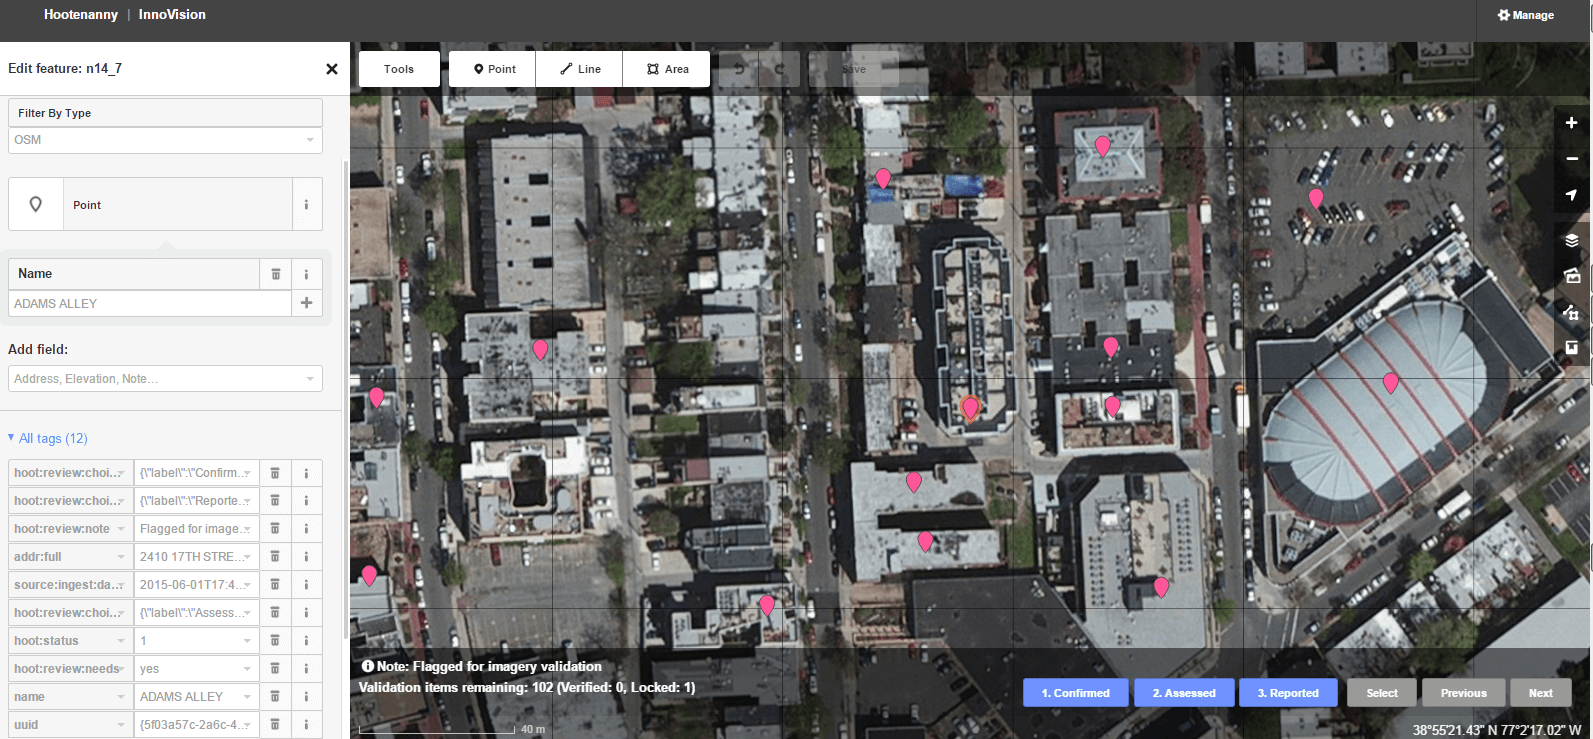 Hootenanny | InnoVision
Manage
Edit feature: n14_7
Tools
Point
Line
Area
Save
Filter By Type
OSM
Point
Name
ADAMS ALLEY
Add field:
Address, Elevation, Note...
All tags (12)
hoot:review:choi... {\"label\":\"Confirm...
hoot:review:choi... {\"label\":\"Reporte...
hoot:review:note Flagged for image...
addr:full 2410 17TH STRE...
source:ingest:da... 2015-06-01T17:4...
hoot:review:choi... {\"label\":\"Assess...
hoot:status 1
hoot:review:needs yes
name ADAMS ALLEY
uuid {5f03a57c-2a6c-4...
Note: Flagged for imagery validation
Validation items remaining: 102 (Verified: 0, Locked: 1)
1. Confirmed
2. Assessed
3. Reported
Select
Previous
Next
40 m
38°55'21.43" N 77°2'17.02" W